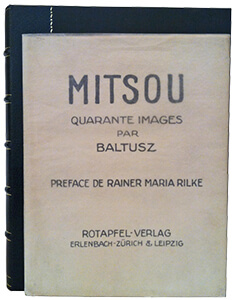 MITSOU
QUARANTE IMAGES
PAR
BALTUSZ
PREFACE DE RAINER MARIA RILKE
ROTAPFEL-VERLAG
ERLENBACH-ZÜRICH & LEIPZIG